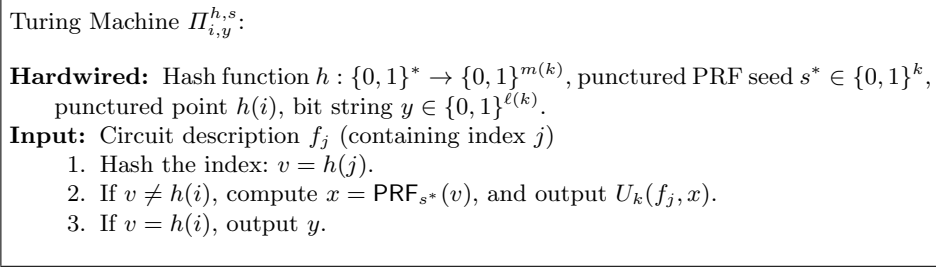 Turing Machine Π^{h,s}_{i,y}:
Hardwired: Hash function h : {0, 1}* → {0, 1}^{m(k)}, punctured PRF seed s* ∈ {0, 1}^k,
punctured point h(i), bit string y ∈ {0, 1}^{ℓ(k)}.
Input: Circuit description f_j (containing index j)
1. Hash the index: v = h(j).
2. If v ≠ h(i), compute x = PRF_{s*}(v), and output U_k(f_j, x).
3. If v = h(i), output y.